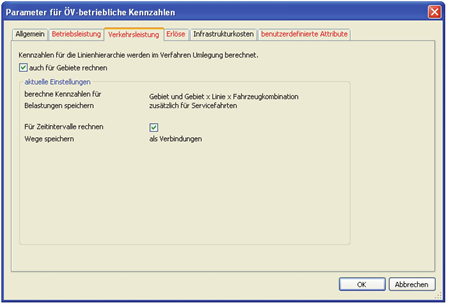 Parameter für ÖV-betriebliche Kennzahlen
Allgemein Betriebsleistung Verkehrsleistung Erlöse Infrastrukturkosten benutzerdefinierte Attribute
Kennzahlen für die Linienhierarchie werden im Verfahren Umlegung berechnet.
auch für Gebiete rechnen
aktuelle Einstellungen
berechne Kennzahlen für Gebiet und Gebiet x Linie x Fahrzeugkombination
Belastungen speichern zusätzlich für Servicefahrten
Für Zeitintervalle rechnen
Wege speichern als Verbindungen
OK Abbrechen